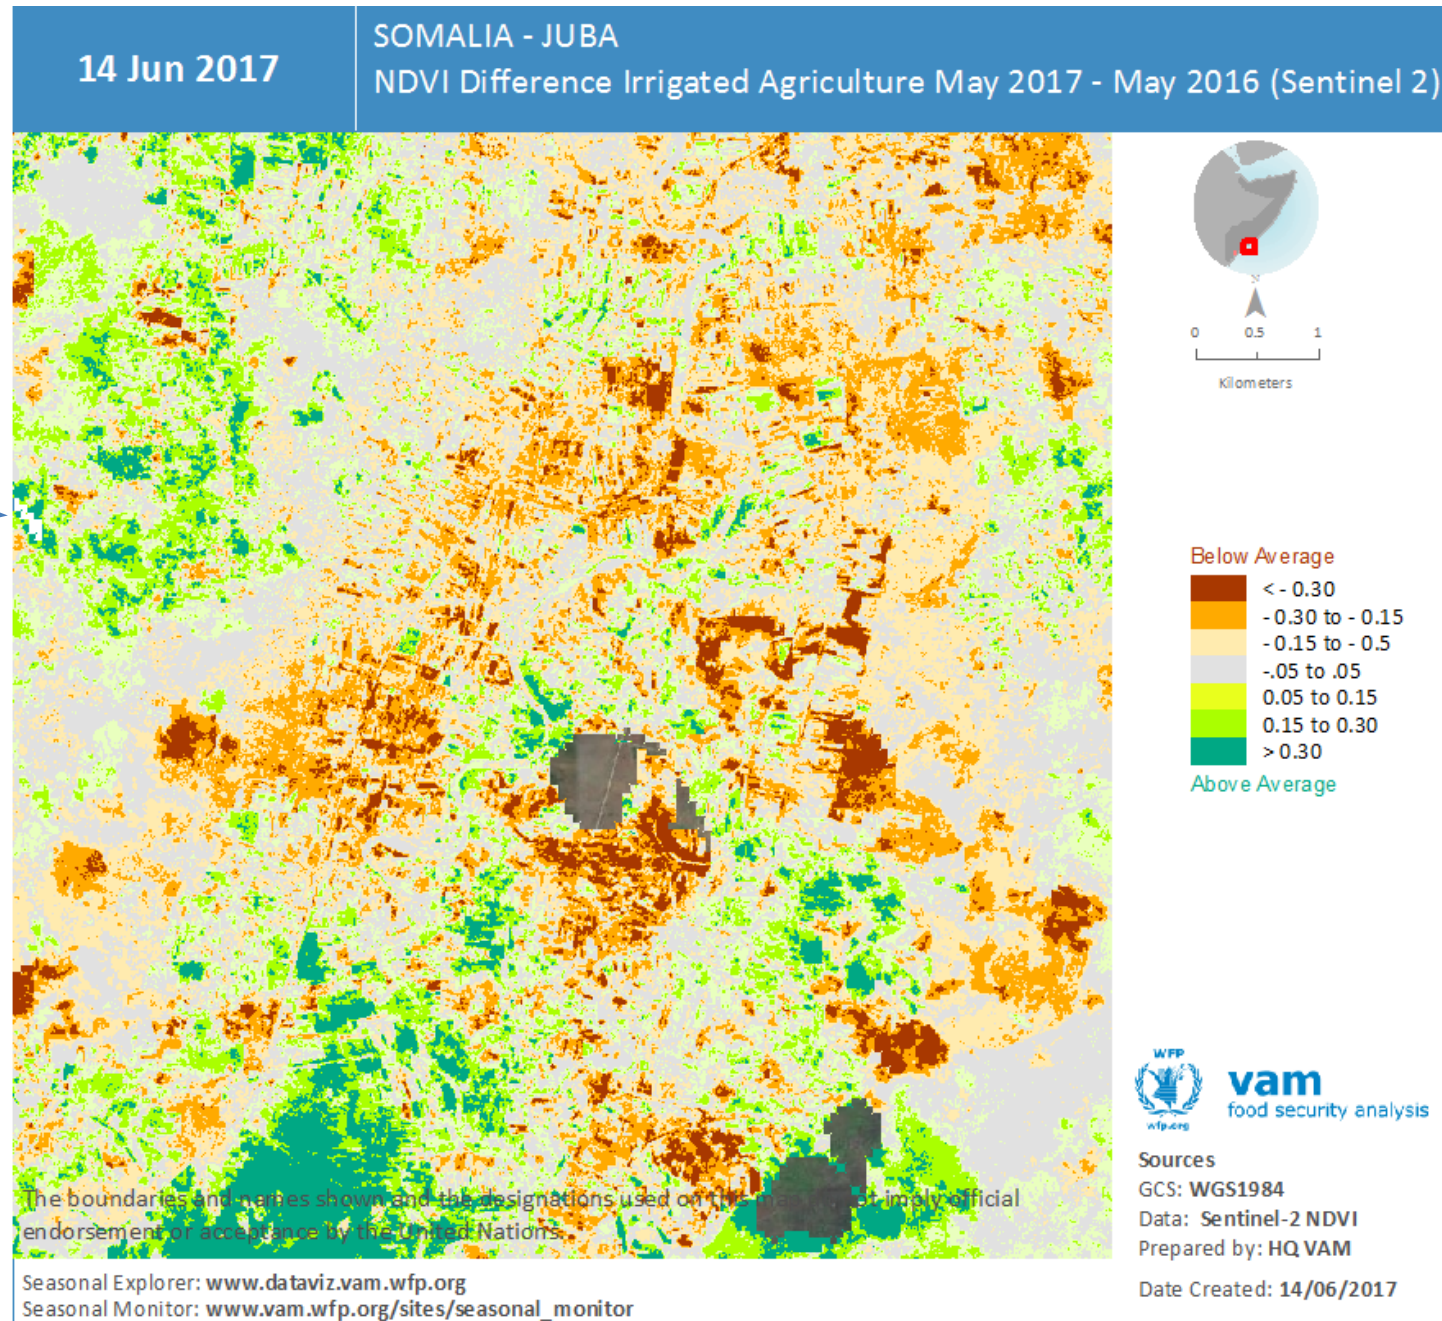 14 Jun 2017
SOMALIA - JUBA
NDVI Difference Irrigated Agriculture May 2017 - May 2016 (Sentinel 2)
N
0 0.5 1
Kilometers
Below Average
< - 0.30
- 0.30 to - 0.15
- 0.15 to - 0.5
-.05 to .05
0.05 to 0.15
0.15 to 0.30
> 0.30
Above Average
WFP
wfp.org
vam
food security analysis
Sources
GCS: WGS1984
Data: Sentinel-2 NDVI
Prepared by: HQ VAM
Date Created: 14/06/2017
The boundaries and names shown and the designations used on this map do not imply official
endorsement or acceptance by the United Nations.
Seasonal Explorer: www.dataviz.vam.wfp.org
Seasonal Monitor: www.vam.wfp.org/sites/seasonal_monitor